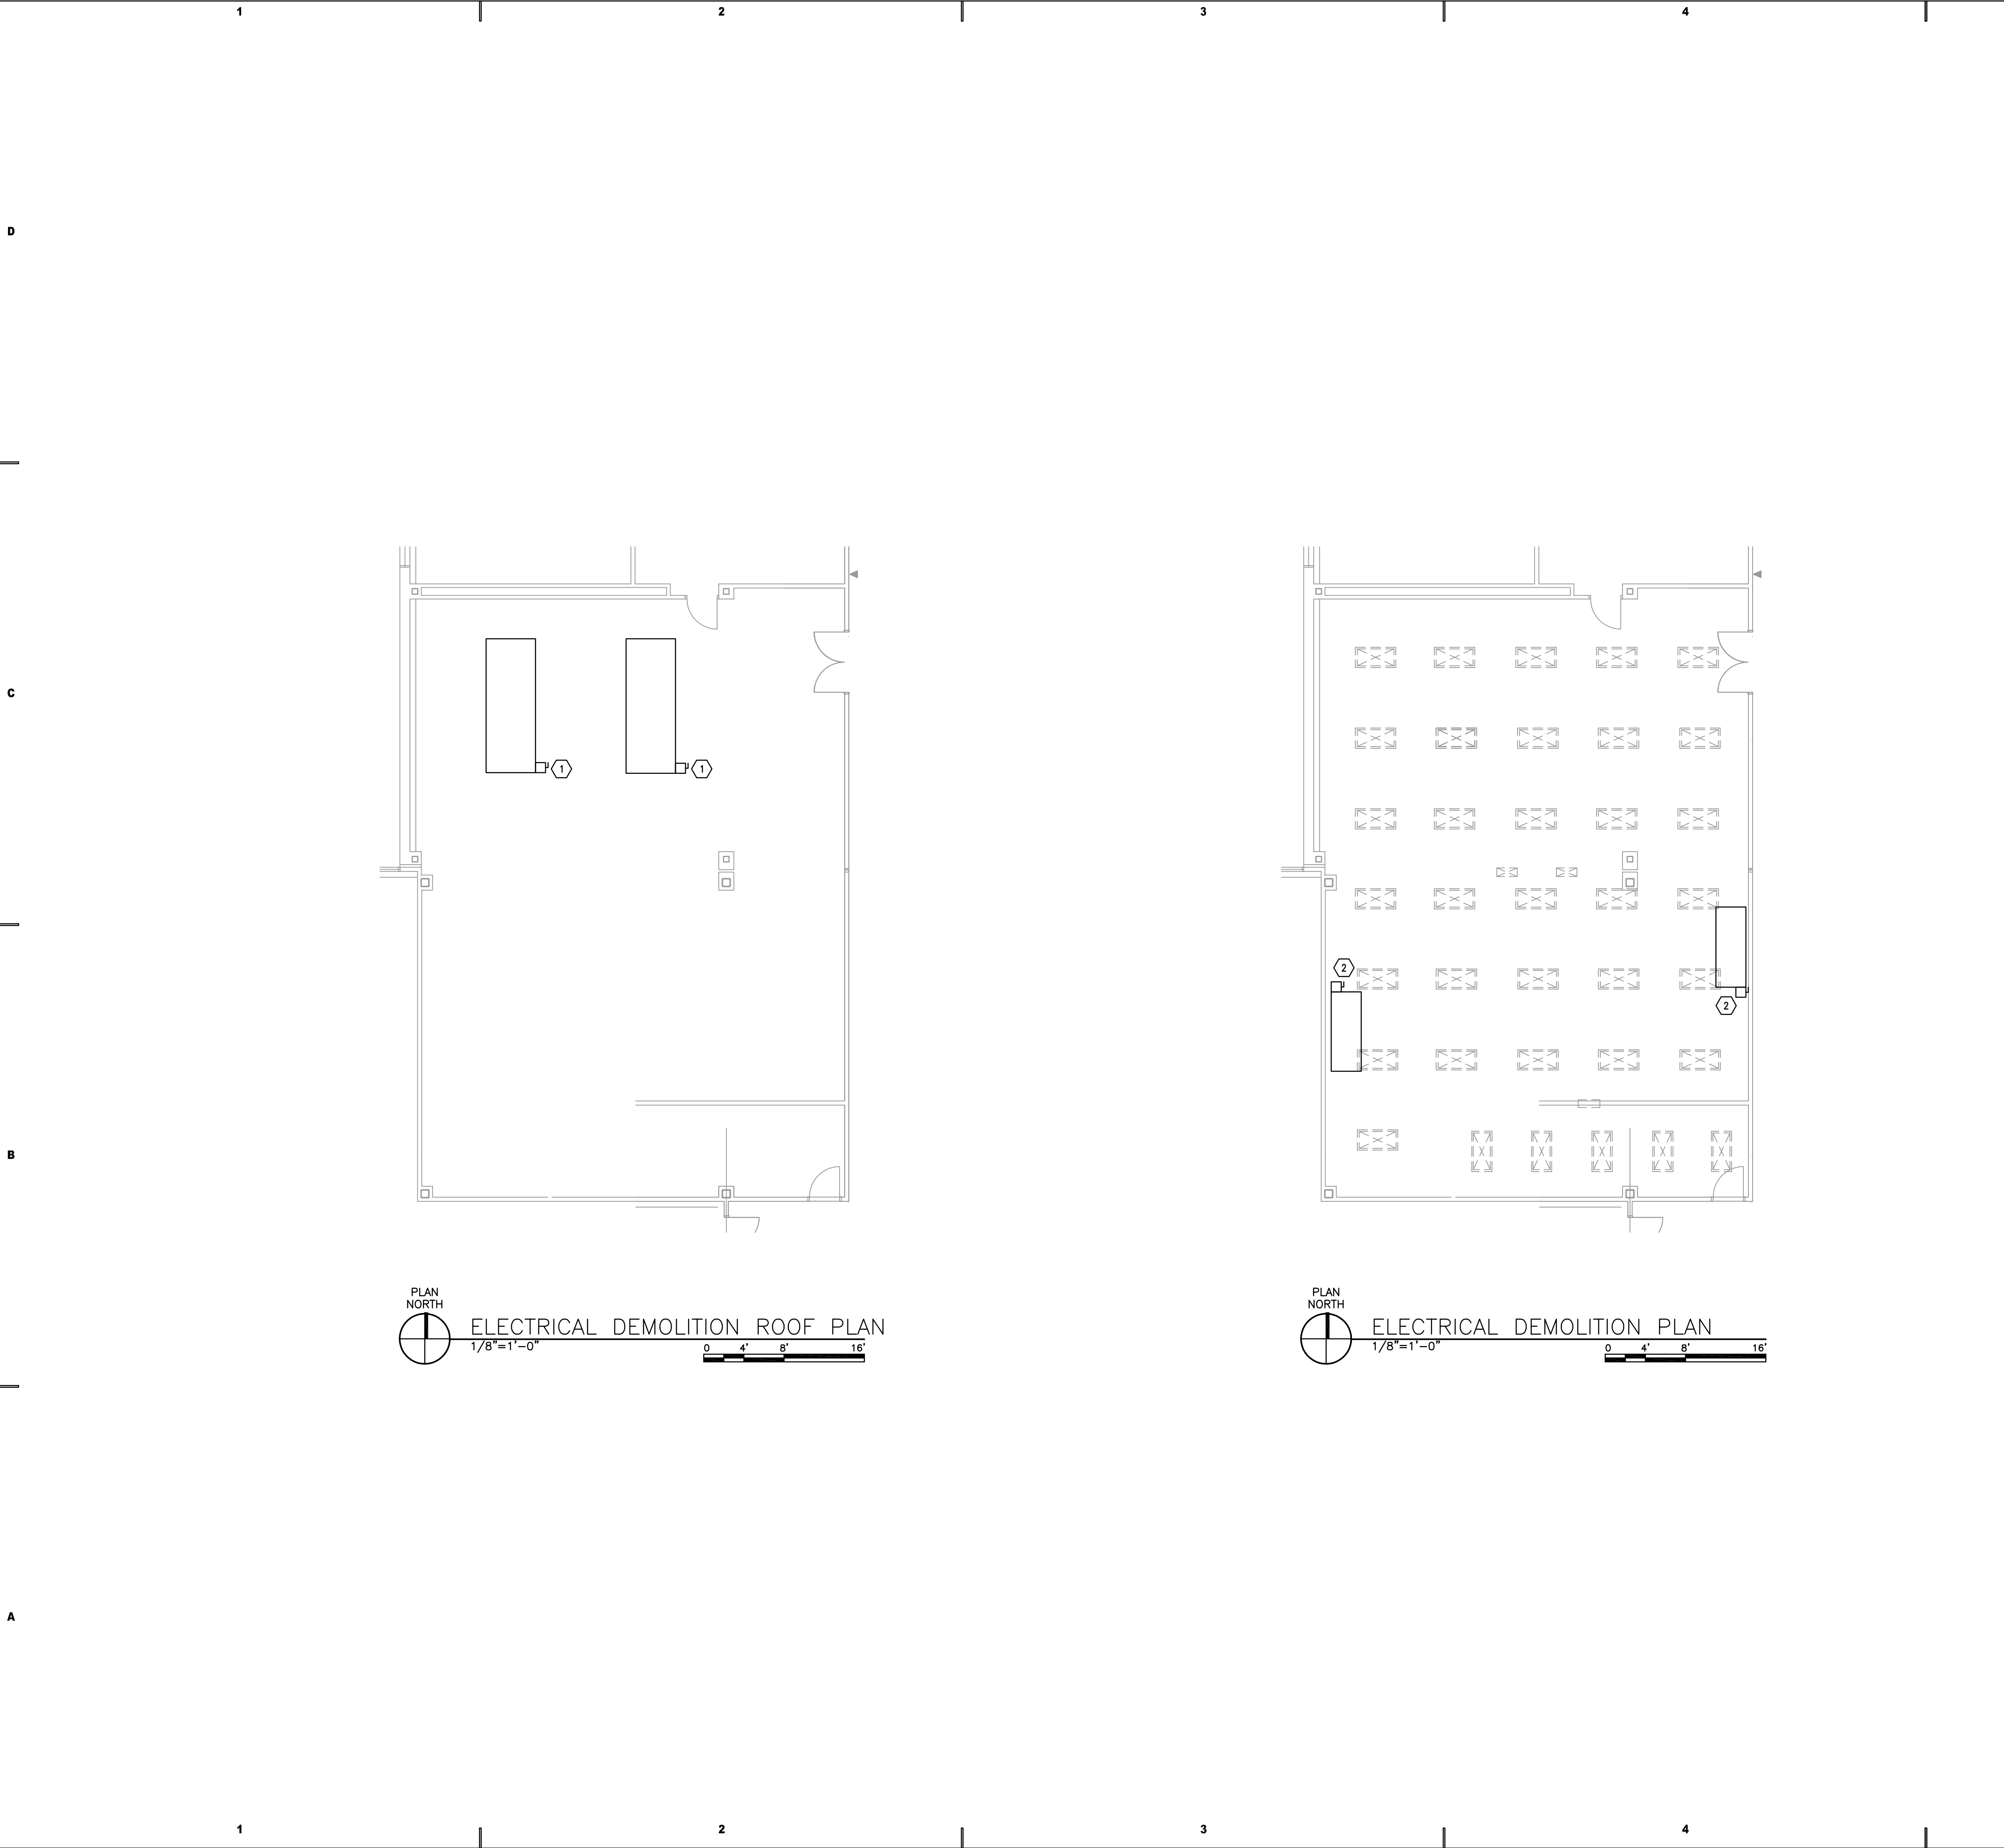 1 2 3 4
D
C
1 1
2
2
B
PLAN
NORTH
ELECTRICAL DEMOLITION ROOF PLAN
1/8"=1'-0"
0 4' 8' 16'
PLAN
NORTH
ELECTRICAL DEMOLITION PLAN
1/8"=1'-0"
0 4' 8' 16'
A
1 2 3 4